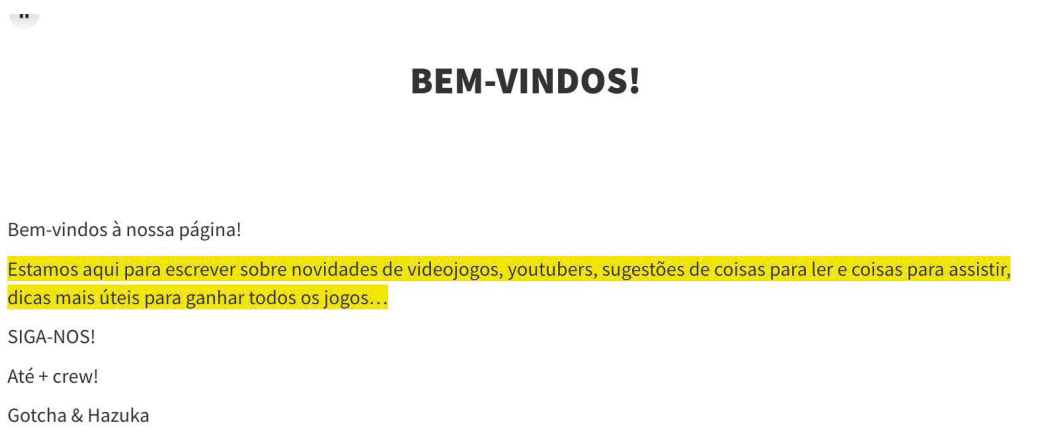 BEM-VINDOS!
Bem-vindos à nossa página!
Estamos aqui para escrever sobre novidades de videojogos, youtubers, sugestões de coisas para ler e coisas para assistir,
dicas mais úteis para ganhar todos os jogos…
SIGA-NOS!
Até + crew!
Gotcha & Hazuka